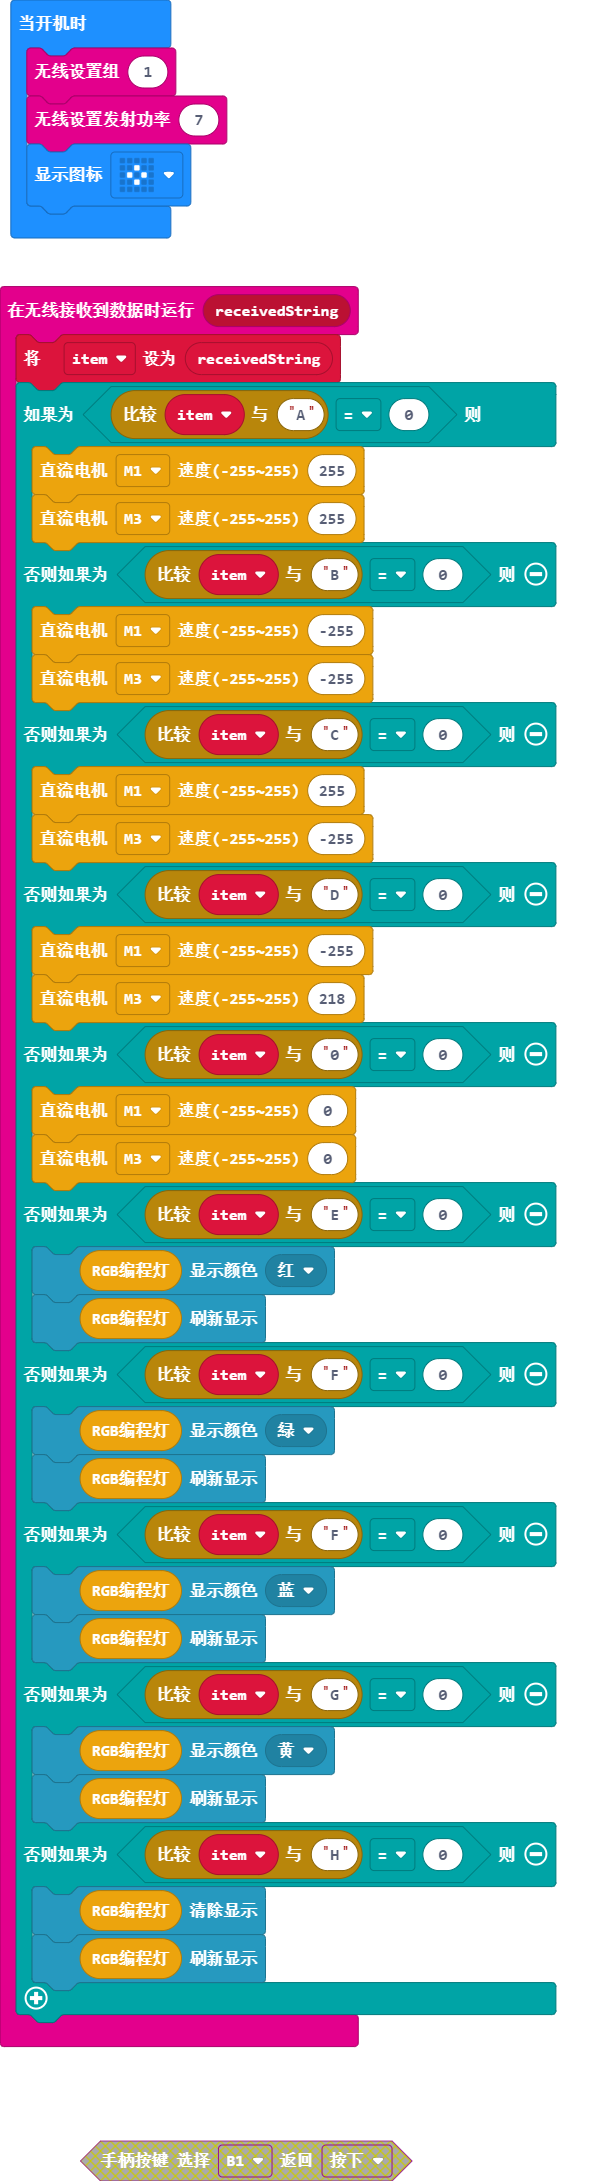 当开机时
无线设置组 1
无线设置发射功率 7
显示图标
在无线接收到数据时运行 receivedString
将 item 设为 receivedString
如果为 比较 item 与 "A" = 0 则
直流电机 M1 速度(-255~255) 255
直流电机 M3 速度(-255~255) 255
否则如果为 比较 item 与 "B" = 0 则
直流电机 M1 速度(-255~255) -255
直流电机 M3 速度(-255~255) -255
否则如果为 比较 item 与 "C" = 0 则
直流电机 M1 速度(-255~255) 255
直流电机 M3 速度(-255~255) -255
否则如果为 比较 item 与 "D" = 0 则
直流电机 M1 速度(-255~255) -255
直流电机 M3 速度(-255~255) 218
否则如果为 比较 item 与 "0" = 0 则
直流电机 M1 速度(-255~255) 0
直流电机 M3 速度(-255~255) 0
否则如果为 比较 item 与 "E" = 0 则
RGB编程灯 显示颜色 红
RGB编程灯 刷新显示
否则如果为 比较 item 与 "F" = 0 则
RGB编程灯 显示颜色 绿
RGB编程灯 刷新显示
否则如果为 比较 item 与 "F" = 0 则
RGB编程灯 显示颜色 蓝
RGB编程灯 刷新显示
否则如果为 比较 item 与 "G" = 0 则
RGB编程灯 显示颜色 黄
RGB编程灯 刷新显示
否则如果为 比较 item 与 "H" = 0 则
RGB编程灯 清除显示
RGB编程灯 刷新显示
手柄按键 选择 B1 返回 按下